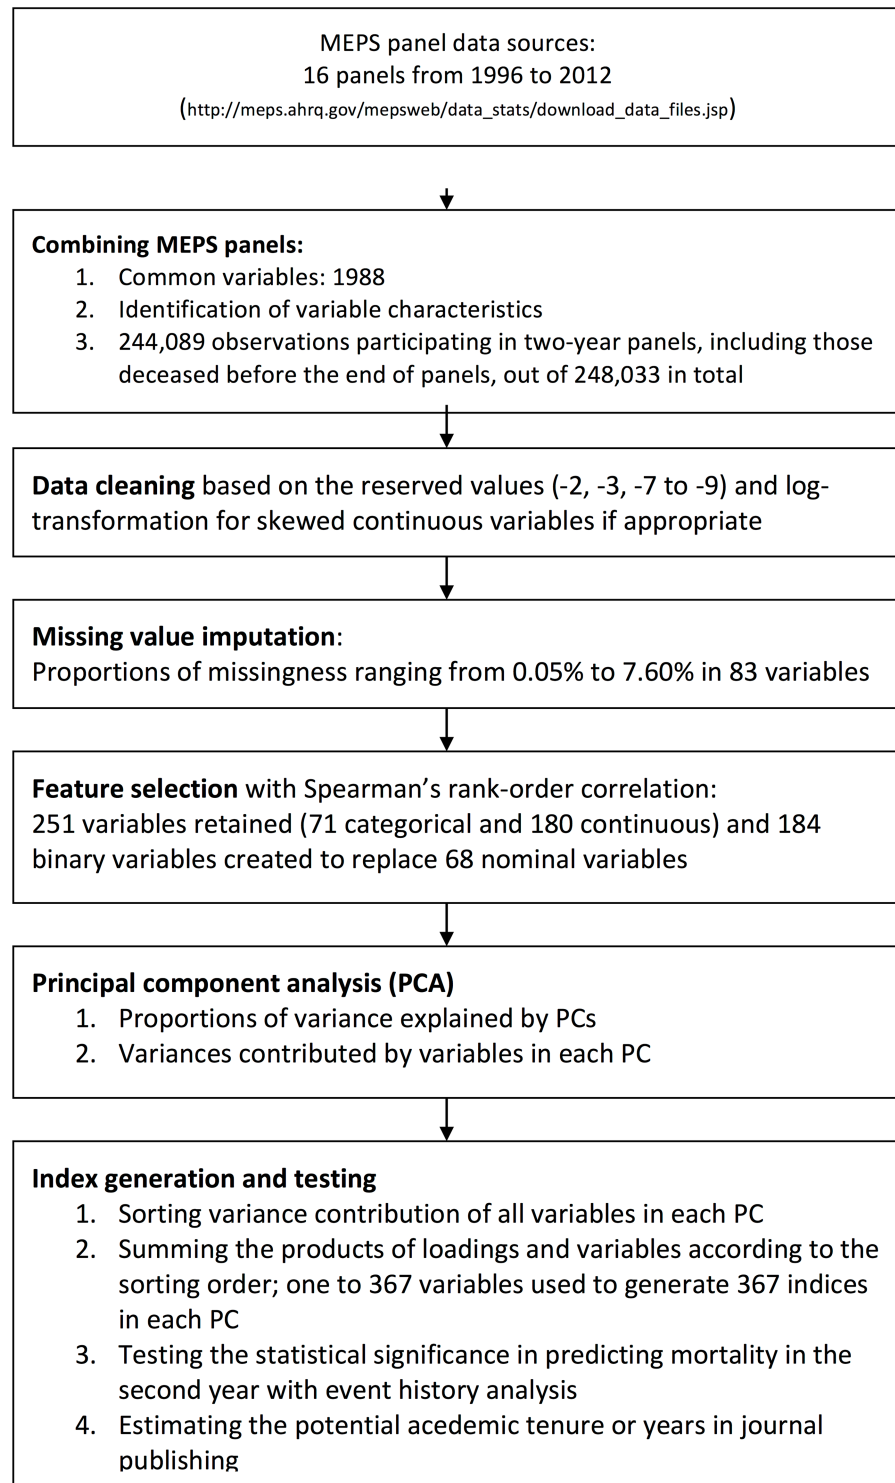 MEPS panel data sources:
16 panels from 1996 to 2012
(http://meps.ahrq.gov/mepsweb/data_stats/download_data_files.jsp)
Combining MEPS panels:
1. Common variables: 1988
2. Identification of variable characteristics
3. 244,089 observations participating in two-year panels, including those
deceased before the end of panels, out of 248,033 in total
Data cleaning based on the reserved values (-2, -3, -7 to -9) and log-
transformation for skewed continuous variables if appropriate
Missing value imputation:
Proportions of missingness ranging from 0.05% to 7.60% in 83 variables
Feature selection with Spearman’s rank-order correlation:
251 variables retained (71 categorical and 180 continuous) and 184
binary variables created to replace 68 nominal variables
Principal component analysis (PCA)
1. Proportions of variance explained by PCs
2. Variances contributed by variables in each PC
Index generation and testing
1. Sorting variance contribution of all variables in each PC
2. Summing the products of loadings and variables according to the
sorting order; one to 367 variables used to generate 367 indices
in each PC
3. Testing the statistical significance in predicting mortality in the
second year with event history analysis
4. Estimating the potential acedemic tenure or years in journal
publishing